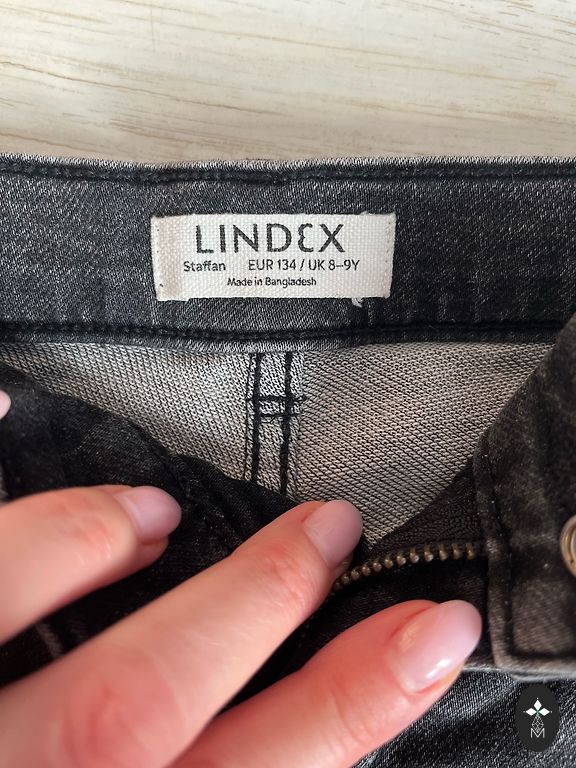 LINDEX
Staffan EUR 134 / UK 8–9Y
Made in Bangladesh
M